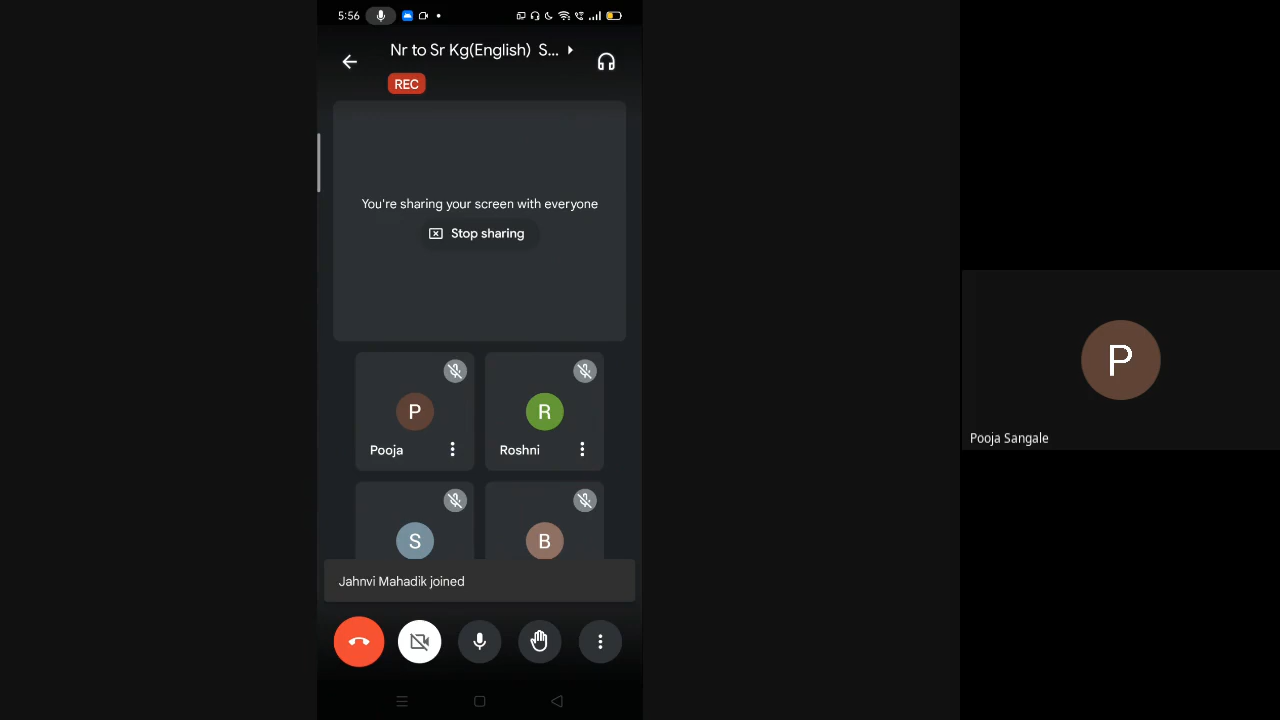 5:56
Nr to Sr Kg(English) S...
REC
You're sharing your screen with everyone
Stop sharing
P
R
Pooja
Roshni
S
B
Jahnvi Mahadik joined
P
Pooja Sangale